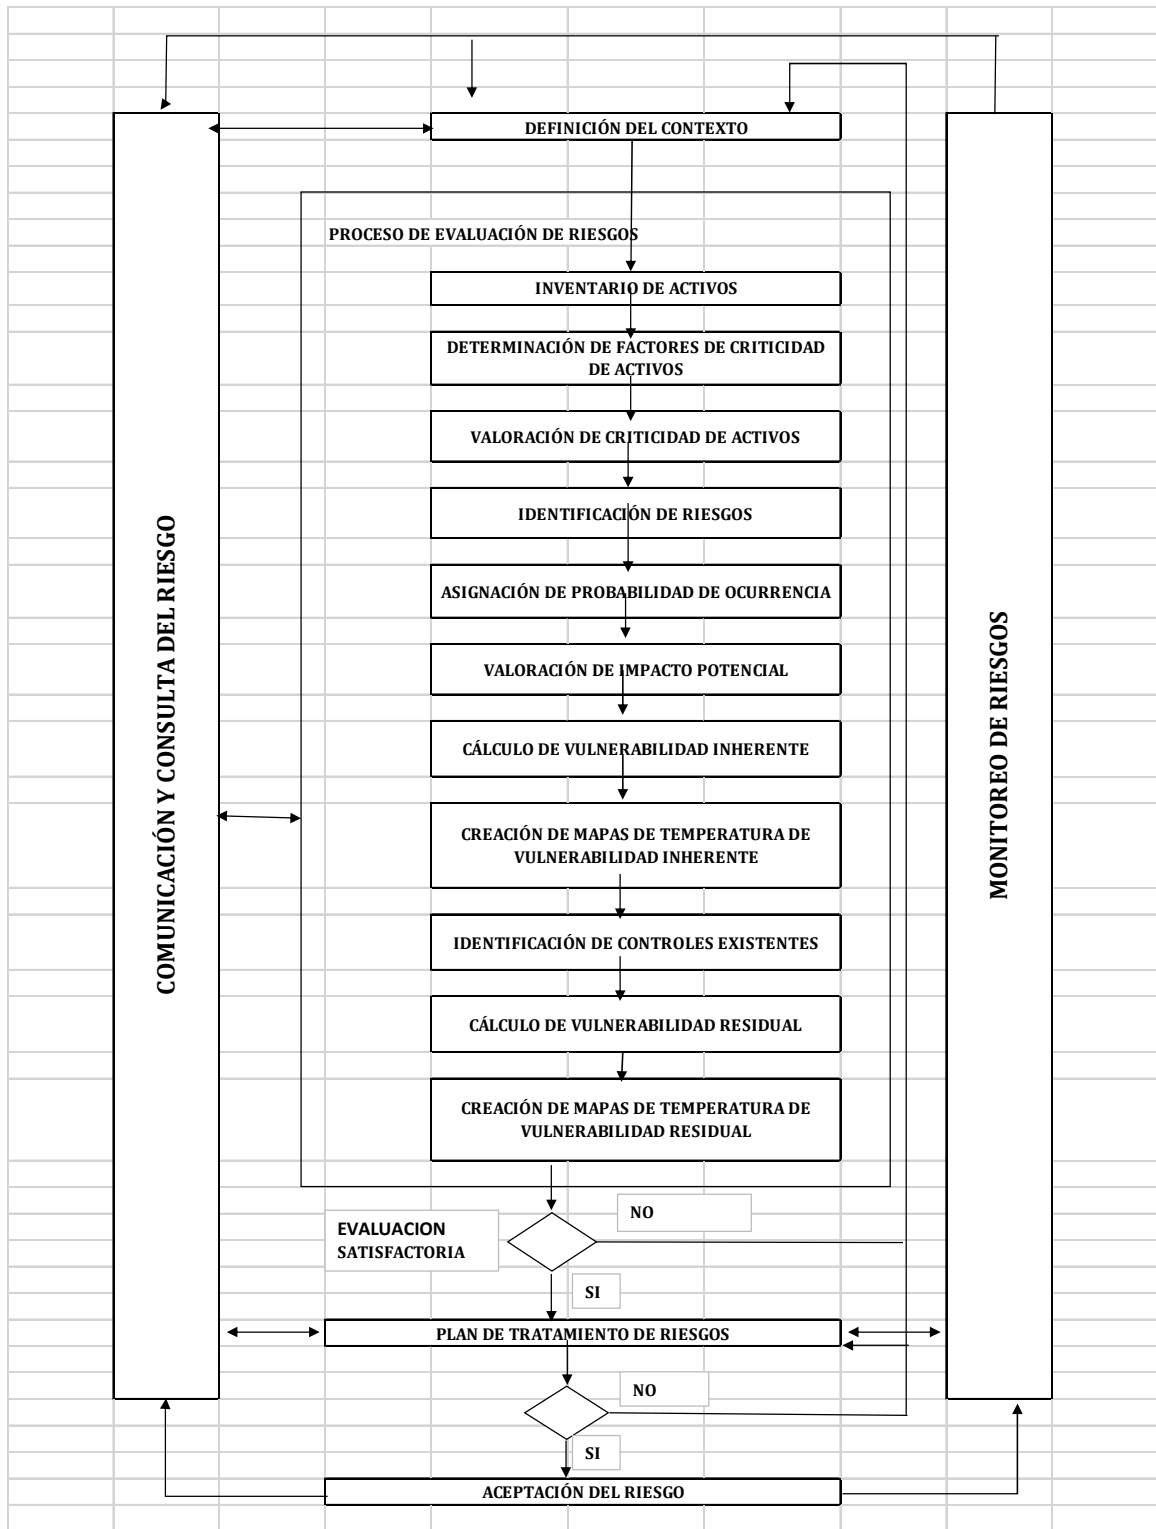 DEFINICIÓN DEL CONTEXTO
PROCESO DE EVALUACIÓN DE RIESGOS
INVENTARIO DE ACTIVOS
DETERMINACIÓN DE FACTORES DE CRITICIDAD
DE ACTIVOS
VALORACIÓN DE CRITICIDAD DE ACTIVOS
IDENTIFICACIÓN DE RIESGOS
ASIGNACIÓN DE PROBABILIDAD DE OCURRENCIA
VALORACIÓN DE IMPACTO POTENCIAL
CÁLCULO DE VULNERABILIDAD INHERENTE
CREACIÓN DE MAPAS DE TEMPERATURA DE
VULNERABILIDAD INHERENTE
IDENTIFICACIÓN DE CONTROLES EXISTENTES
CÁLCULO DE VULNERABILIDAD RESIDUAL
CREACIÓN DE MAPAS DE TEMPERATURA DE
VULNERABILIDAD RESIDUAL
COMUNICACIÓN Y CONSULTA DEL RIESGO
MONITOREO DE RIESGOS
NO
EVALUACION
SATISFACTORIA
SI
PLAN DE TRATAMIENTO DE RIESGOS
NO
SI
ACEPTACIÓN DEL RIESGO